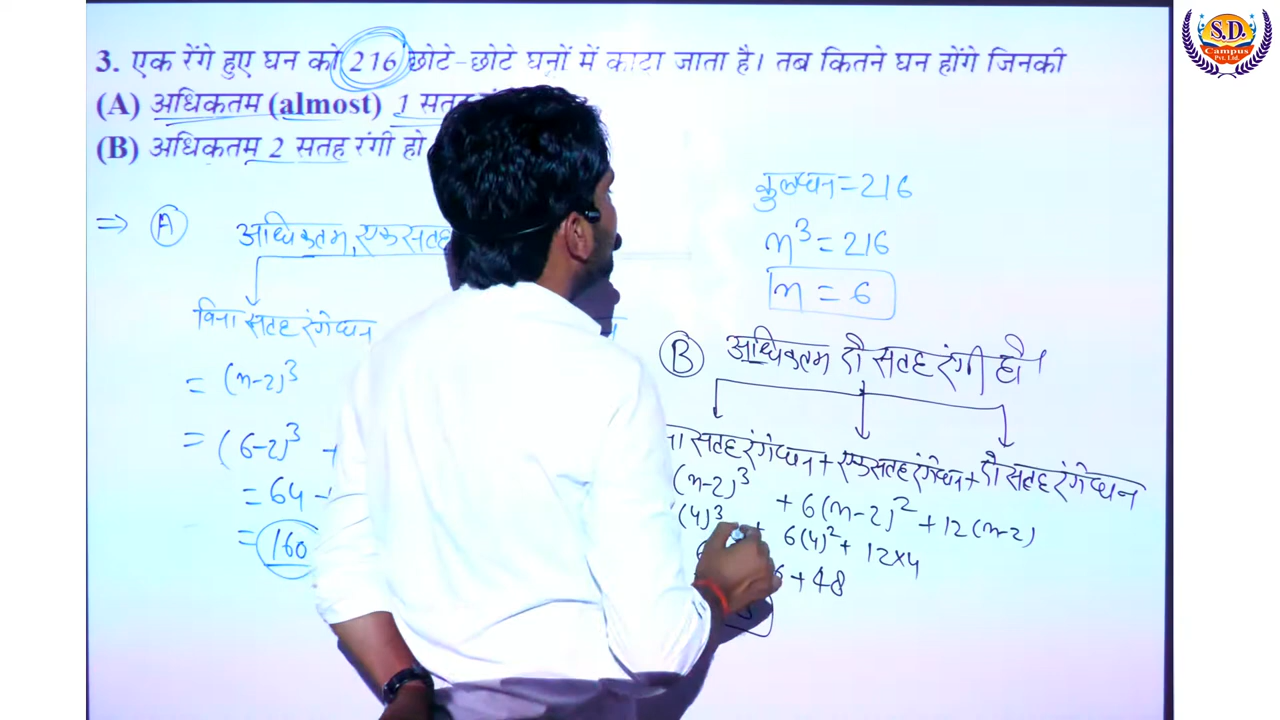 3. एक रेंगे हुए घन को 216 छोटे-छोटे घनों में काटा जाता है। तब कितने घन होंगे जिनकी
(A) अधिकतम (almost) 1 सतह
(B) अधिकतम 2 सतह रंगी हो
⇒ (A) अधिकतम, एक सतह
बिना सतह रंगे घन
= (n-2)³
= (6-2)³ +
= 64 +
= 160
कुल घन = 216
n³ = 216
n = 6
(B) अधिकतम दो सतह रंगी हो।
सतह रंगे घन + एक सतह रंगे घन + दो सतह रंगे घन
(n-2)³ + 6(n-2)² + 12(n-2)
(4)³ + 6(4)² + 12×4
+ 48
S.D.
Campus
Pvt. Ltd.